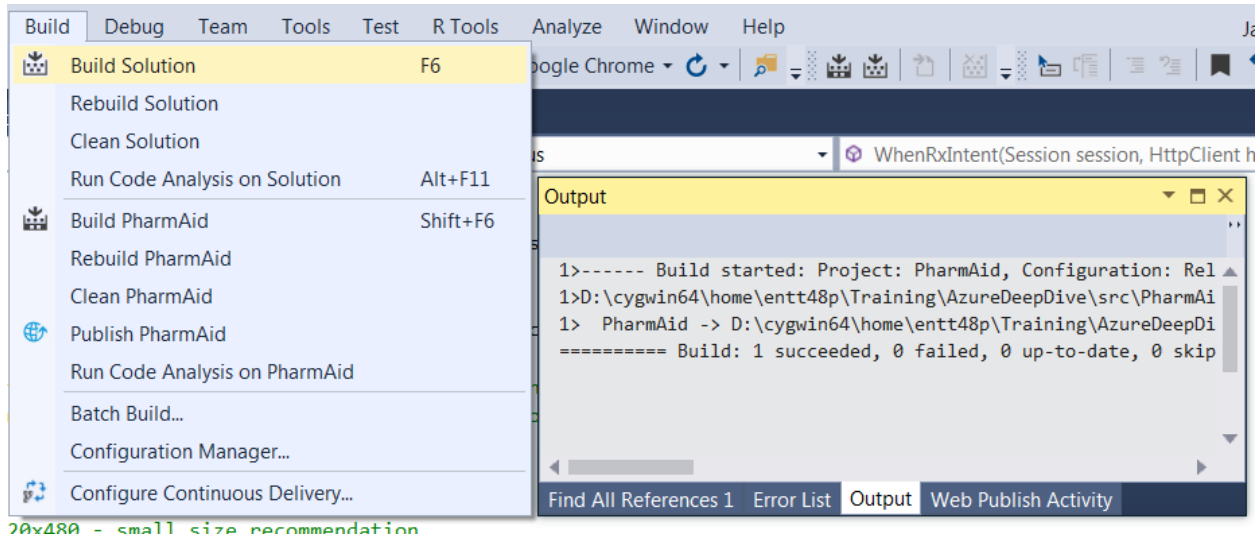 Build Debug Team Tools Test R Tools Analyze Window Help
Build Solution F6
Google Chrome
Rebuild Solution
Clean Solution
WhenRxIntent(Session session, HttpClient h
Run Code Analysis on Solution Alt+F11
Output
Build PharmAid Shift+F6
Rebuild PharmAid
Clean PharmAid
Publish PharmAid
Run Code Analysis on PharmAid
Batch Build...
Configuration Manager...
Configure Continuous Delivery...
1>------ Build started: Project: PharmAid, Configuration: Rel
1>D:\cygwin64\home\entt48p\Training\AzureDeepDive\src\PharmAi
1> PharmAid -> D:\cygwin64\home\entt48p\Training\AzureDeepDi
========== Build: 1 succeeded, 0 failed, 0 up-to-date, 0 skip
Find All References 1 Error List Output Web Publish Activity
20x480 - small size recommendation